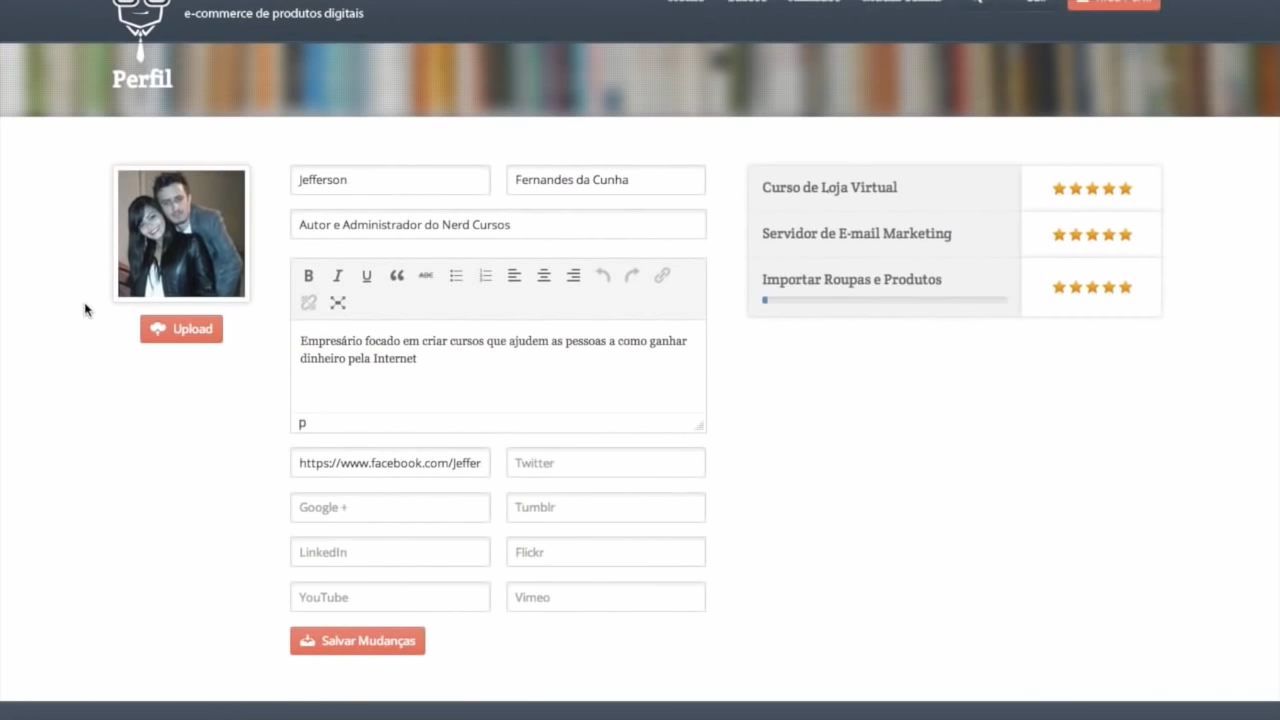 e-commerce de produtos digitais
Perfil
Jefferson
Fernandes da Cunha
Autor e Administrador do Nerd Cursos
B I U ABC
Empresário focado em criar cursos que ajudem as pessoas a como ganhar
dinheiro pela Internet
p
https://www.facebook.com/Jeffer
Twitter
Google +
Tumblr
LinkedIn
Flickr
YouTube
Vimeo
Salvar Mudanças
Upload
Curso de Loja Virtual
Servidor de E-mail Marketing
Importar Roupas e Produtos